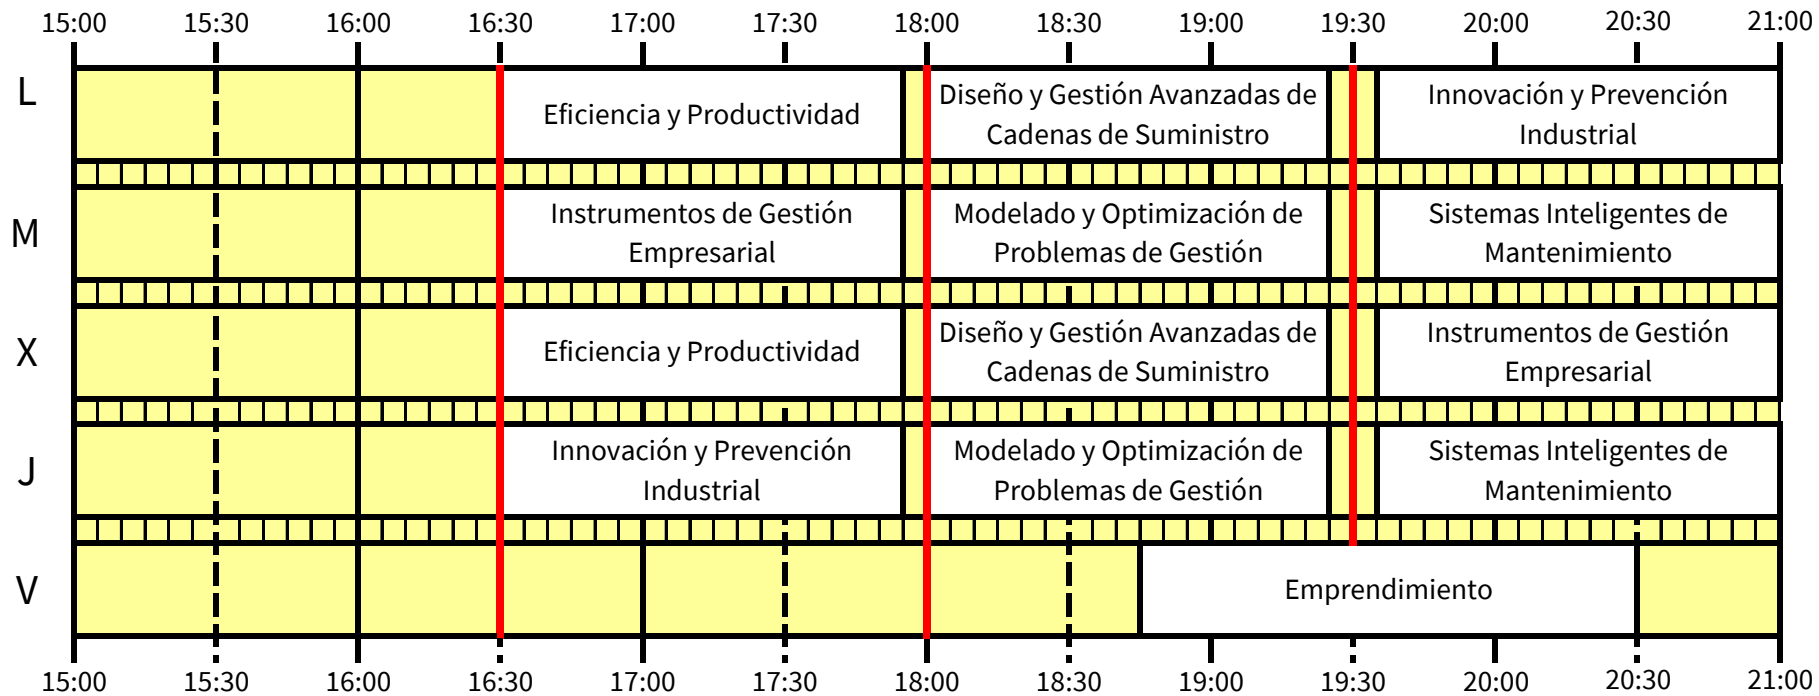 15:00 15:30 16:00 16:30 17:00 17:30 18:00 18:30 19:00 19:30 20:00 20:30 21:00
L
Eficiencia y Productividad
Diseño y Gestión Avanzadas de
Cadenas de Suministro
Innovación y Prevención
Industrial
M
Instrumentos de Gestión
Empresarial
Modelado y Optimización de
Problemas de Gestión
Sistemas Inteligentes de
Mantenimiento
X
Eficiencia y Productividad
Diseño y Gestión Avanzadas de
Cadenas de Suministro
Instrumentos de Gestión
Empresarial
J
Innovación y Prevención
Industrial
Modelado y Optimización de
Problemas de Gestión
Sistemas Inteligentes de
Mantenimiento
V
Emprendimiento
15:00 15:30 16:00 16:30 17:00 17:30 18:00 18:30 19:00 19:30 20:00 20:30 21:00